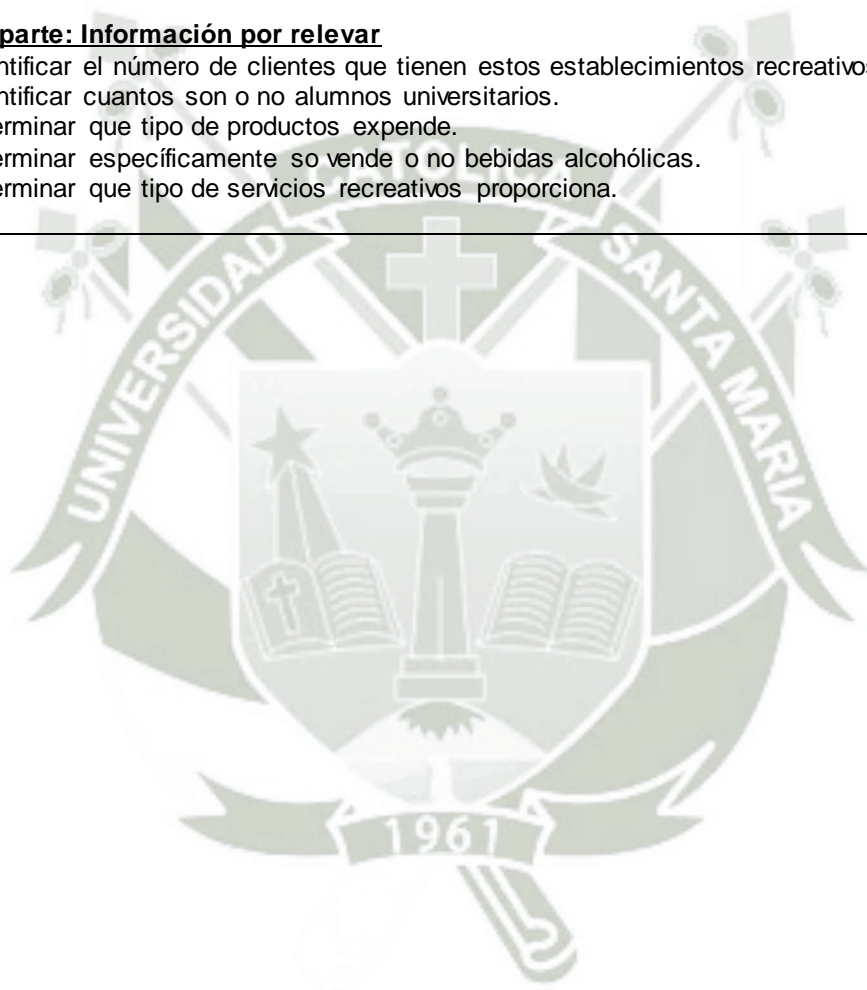 parte: Información por relevar
ntificar el número de clientes que tienen estos establecimientos recreativos
ntificar cuantos son o no alumnos universitarios.
erminar que tipo de productos expende.
erminar específicamente so vende o no bebidas alcohólicas.
erminar que tipo de servicios recreativos proporciona.
UNIVERSIDAD CATOLICA SANTA MARIA
1961